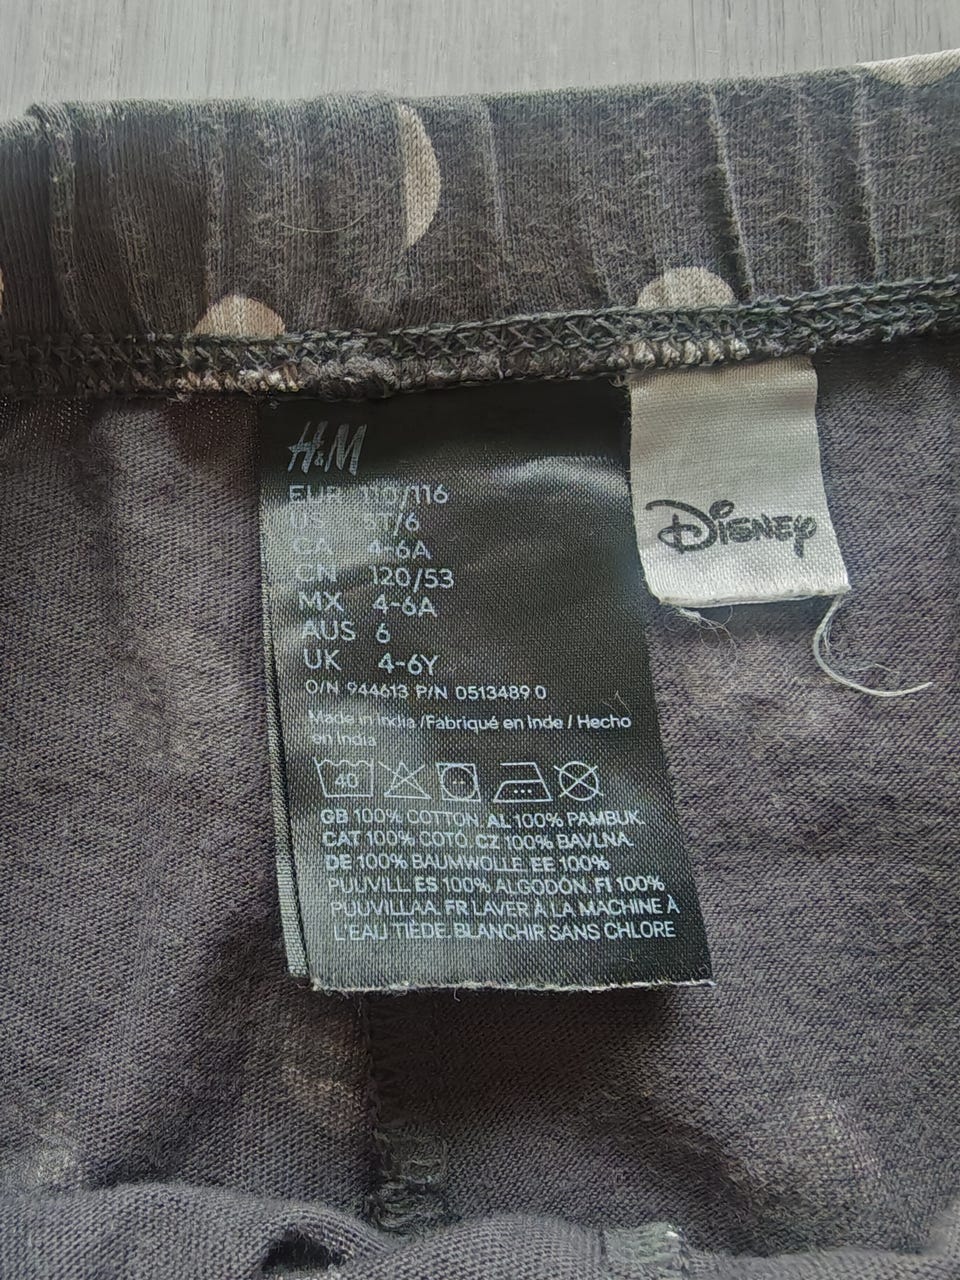 H&M
EUR 110/116
US 5T/6
CA 4-6A
CN 120/53
MX 4-6A
AUS 6
UK 4-6Y
O/N 944613 P/N 0513489 0
Made in India /Fabriqué en Inde / Hecho
en India
40
GB 100% COTTON. AL 100% PAMBUK.
CAT 100% COTÓ. CZ 100% BAVLNA.
DE 100% BAUMWOLLE. EE 100%
PUUVILL. ES 100% ALGODÓN. FI 100%
PUUVILLAA. FR LAVER À LA MACHINE À
L'EAU TIÈDE. BLANCHIR SANS CHLORE
Disney